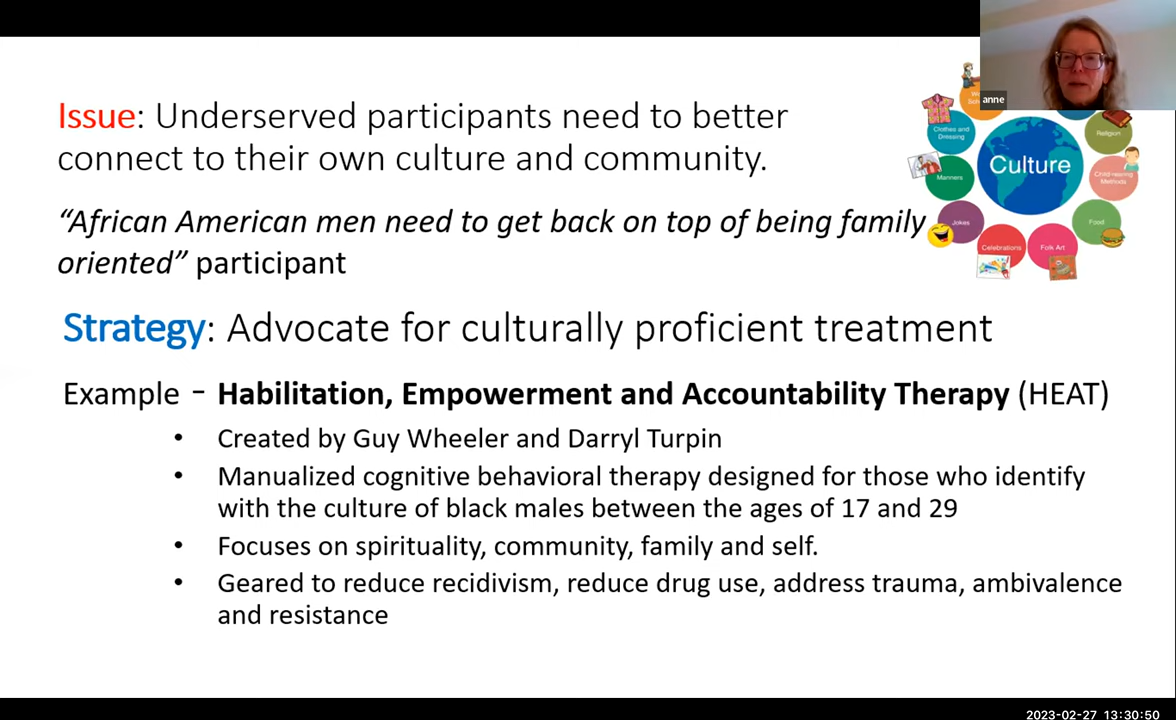 anne
Issue: Underserved participants need to better
connect to their own culture and community.
“African American men need to get back on top of being family
oriented” participant
Clothes and
Dressing
Religion
Culture
Manners
Child rearing
Methods
Jokes
Food
Celebrations
Folk Art
Strategy: Advocate for culturally proficient treatment
Example - Habilitation, Empowerment and Accountability Therapy (HEAT)
• Created by Guy Wheeler and Darryl Turpin
• Manualized cognitive behavioral therapy designed for those who identify
with the culture of black males between the ages of 17 and 29
• Focuses on spirituality, community, family and self.
• Geared to reduce recidivism, reduce drug use, address trauma, ambivalence
and resistance
2023-02-27 13:30:50